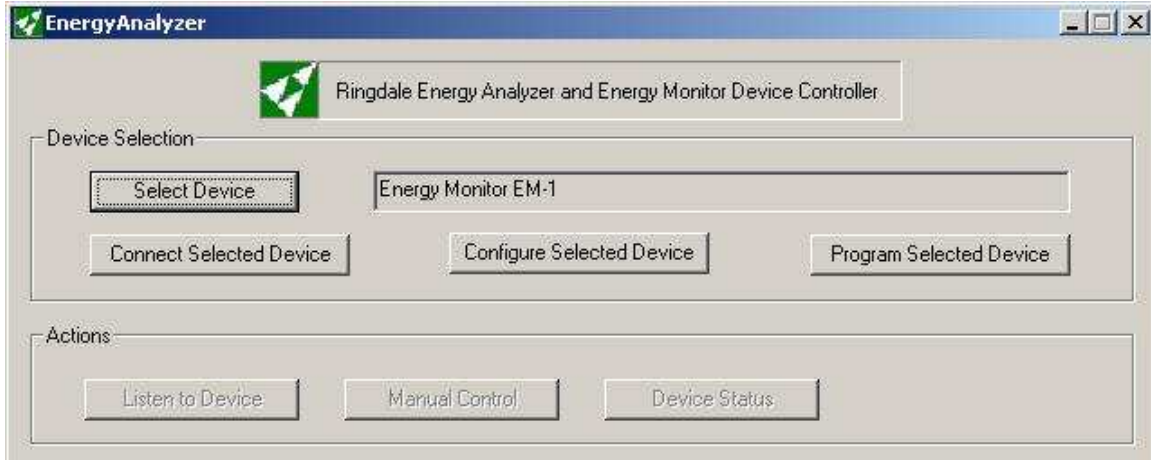 EnergyAnalyzer
Ringdale Energy Analyzer and Energy Monitor Device Controller
Device Selection
Select Device
Energy Monitor EM-1
Connect Selected Device
Configure Selected Device
Program Selected Device
Actions
Listen to Device
Manual Control
Device Status